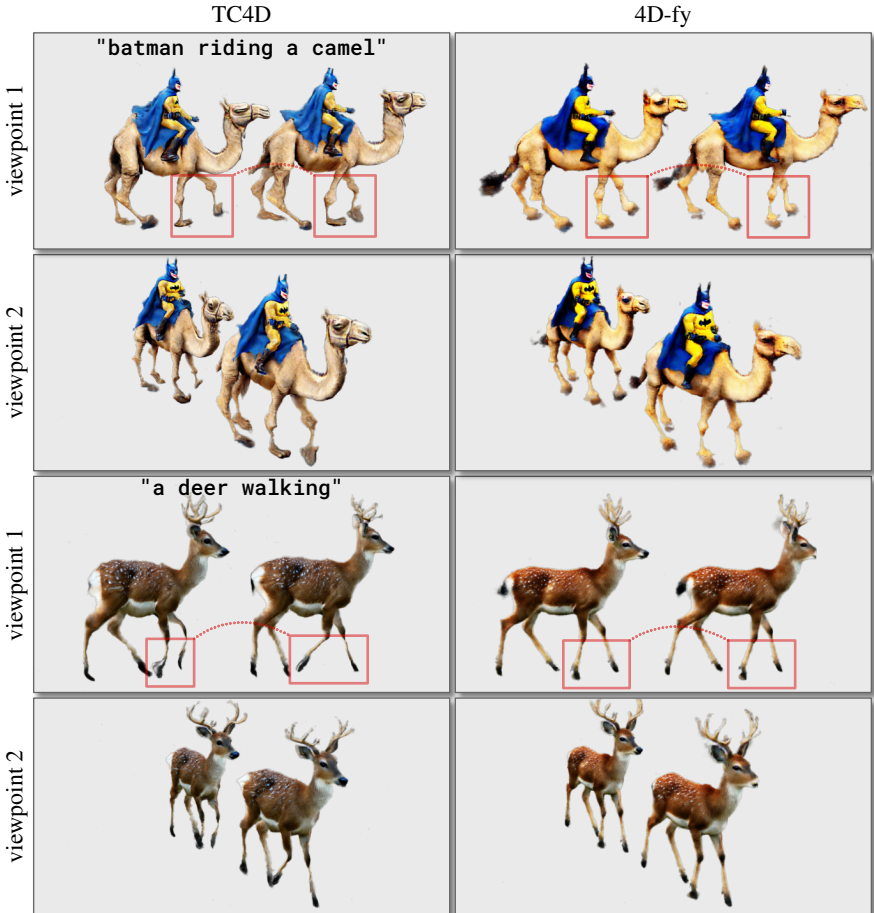 TC4D
4D-fy
"batman riding a camel"
viewpoint 1
viewpoint 2
"a deer walking"
viewpoint 1
viewpoint 2